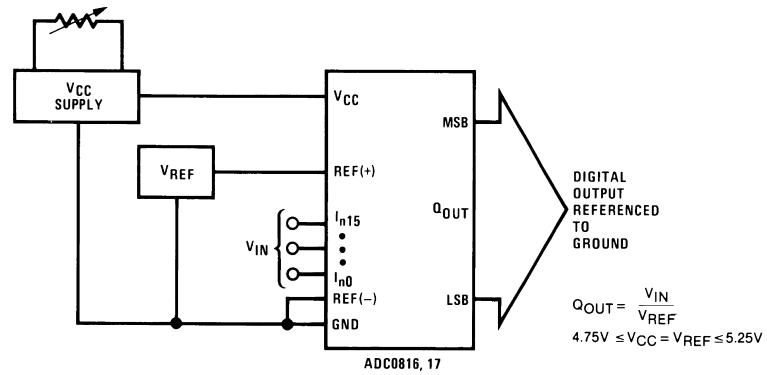 VCC
SUPPLY
VREF
VIN
VCC
REF(+)
In15
In0
REF(−)
GND
MSB
QOUT
LSB
ADC0816, 17
DIGITAL
OUTPUT
REFERENCED
TO
GROUND
QOUT = VIN
VREF
4.75V ≤ VCC = VREF ≤ 5.25V